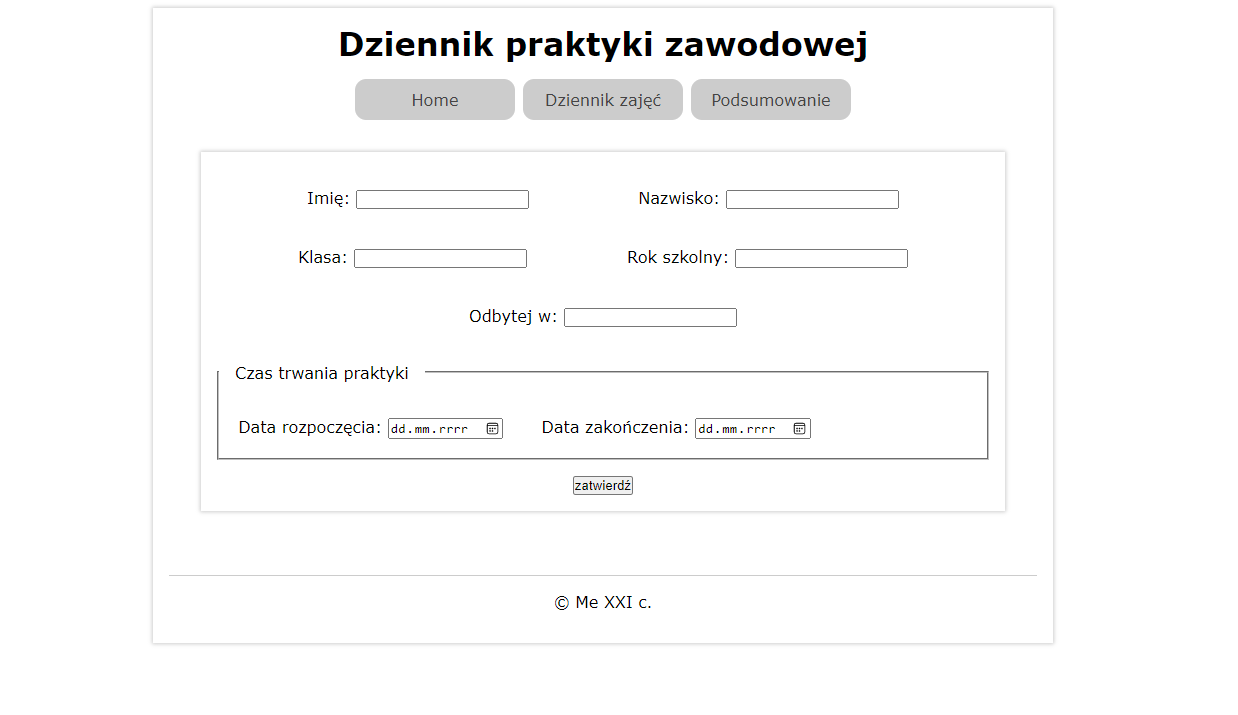 Dziennik praktyki zawodowej
Home Dziennik zajęć Podsumowanie
Imię: Nazwisko:
Klasa: Rok szkolny:
Odbytej w:
Czas trwania praktyki
Data rozpoczęcia: dd.mm.rrrr Data zakończenia: dd.mm.rrrr
zatwierdź
© Me XXI c.